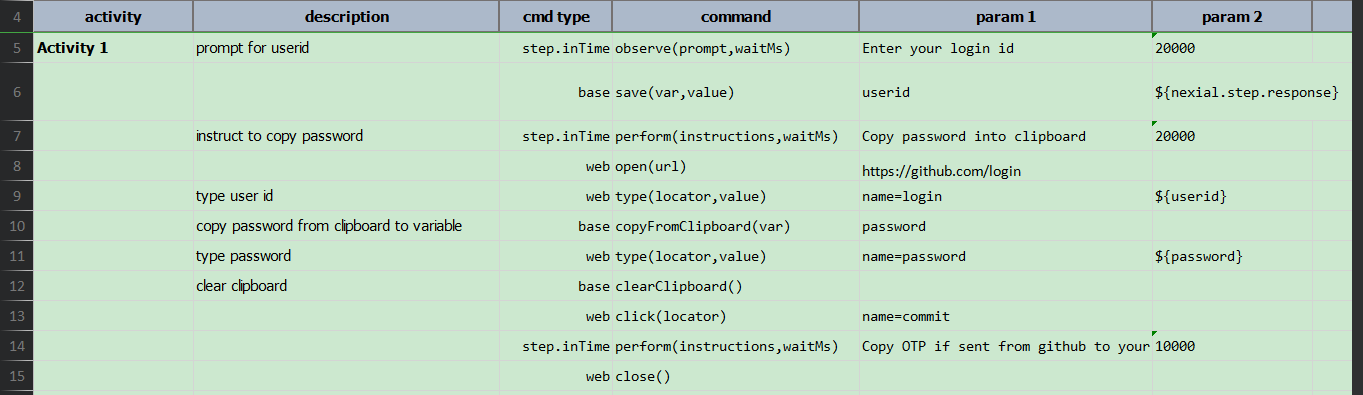 4 activity description cmd type command param 1 param 2
5 Activity 1 prompt for userid step.inTime observe(prompt,waitMs) Enter your login id 20000
6 base save(var,value) userid ${nexial.step.response}
7 instruct to copy password step.inTime perform(instructions,waitMs) Copy password into clipboard 20000
8 web open(url) https://github.com/login
9 type user id web type(locator,value) name=login ${userid}
10 copy password from clipboard to variable base copyFromClipboard(var) password
11 type password web type(locator,value) name=password ${password}
12 clear clipboard base clearClipboard()
13 web click(locator) name=commit
14 step.inTime perform(instructions,waitMs) Copy OTP if sent from github to your 10000
15 web close()